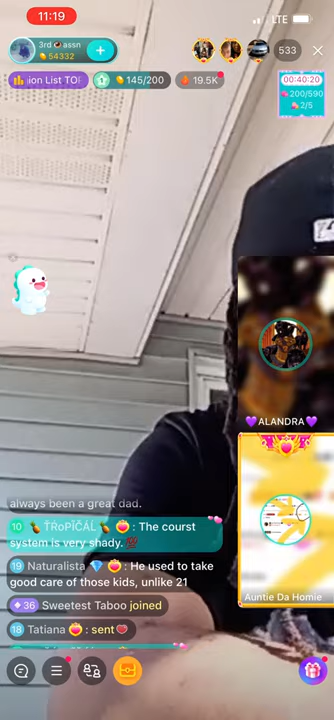 11:19
LTE
3rd assn
54332
533
ion List TOP
145/200
19.5K
00:40:20
200/590
2/5
💜ALANDRA💜
always been a great dad.
10 🍍ŤŔoPĨČÁĹ🍍: The courst
system is very shady. 💯
19 Naturalista 💎: He used to take
good care of those kids, unlike 21
36 Sweetest Taboo joined
18 Tatiana: sent
Auntie Da Homie